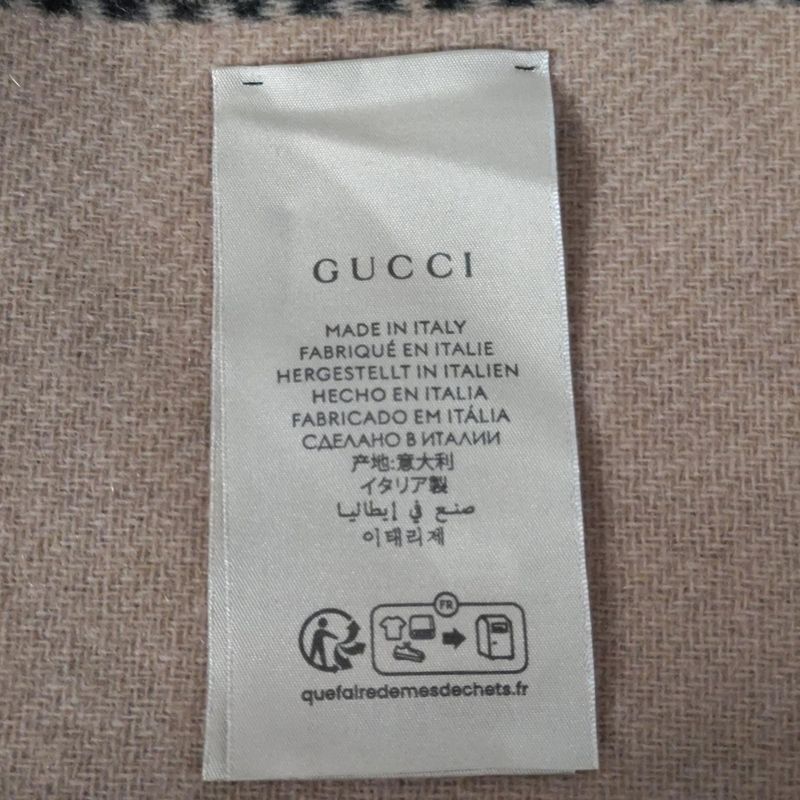 GUCCI
MADE IN ITALY
FABRIQUÉ EN ITALIE
HERGESTELLT IN ITALIEN
HECHO EN ITALIA
FABRICADO EM ITÁLIA
СДЕЛАНО В ИТАЛИИ
产地:意大利
イタリア製
صنع في إيطاليا
이태리제
FR
quefairedemesdechets.fr